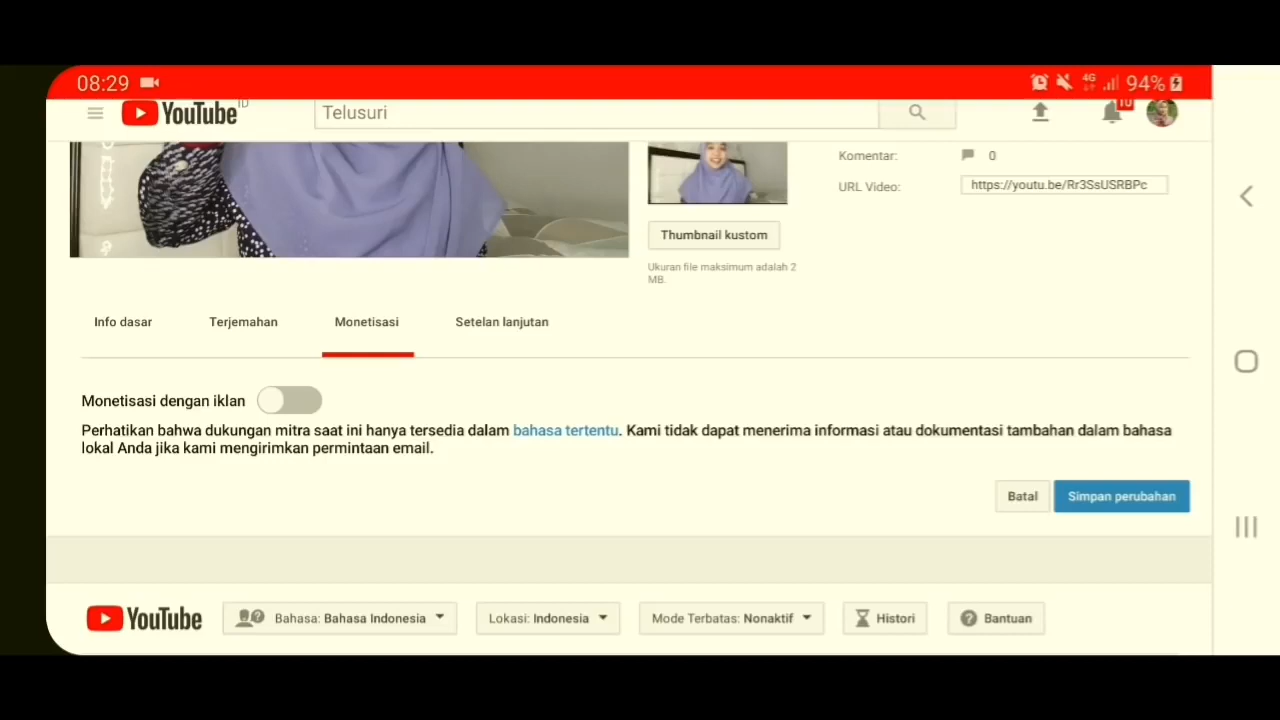 08:29
4G
94%
YouTube ID
Telusuri
10
Komentar: 0
URL Video: https://youtu.be/Rr3SsUSRBPc
Thumbnail kustom
Ukuran file maksimum adalah 2
MB.
Info dasar
Terjemahan
Monetisasi
Setelan lanjutan
Monetisasi dengan iklan
Perhatikan bahwa dukungan mitra saat ini hanya tersedia dalam bahasa tertentu. Kami tidak dapat menerima informasi atau dokumentasi tambahan dalam bahasa
lokal Anda jika kami mengirimkan permintaan email.
Batal
Simpan perubahan
YouTube
Bahasa: Bahasa Indonesia
Lokasi: Indonesia
Mode Terbatas: Nonaktif
Histori
Bantuan